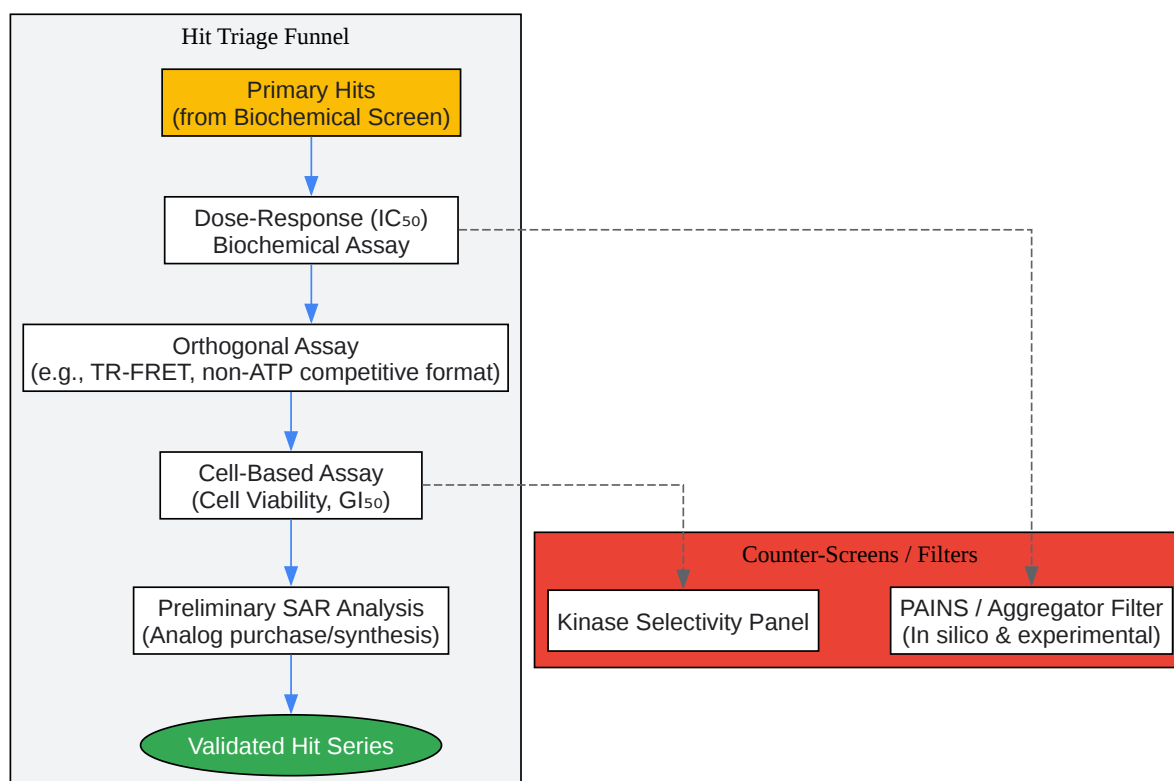 Hit Triage Funnel
Primary Hits
(from Biochemical Screen)
Dose-Response (IC₅₀)
Biochemical Assay
Orthogonal Assay
(e.g., TR-FRET, non-ATP competitive format)
Cell-Based Assay
(Cell Viability, GI₅₀)
Preliminary SAR Analysis
(Analog purchase/synthesis)
Validated Hit Series
Counter-Screens / Filters
Kinase Selectivity Panel
PAINS / Aggregator Filter
(In silico & experimental)